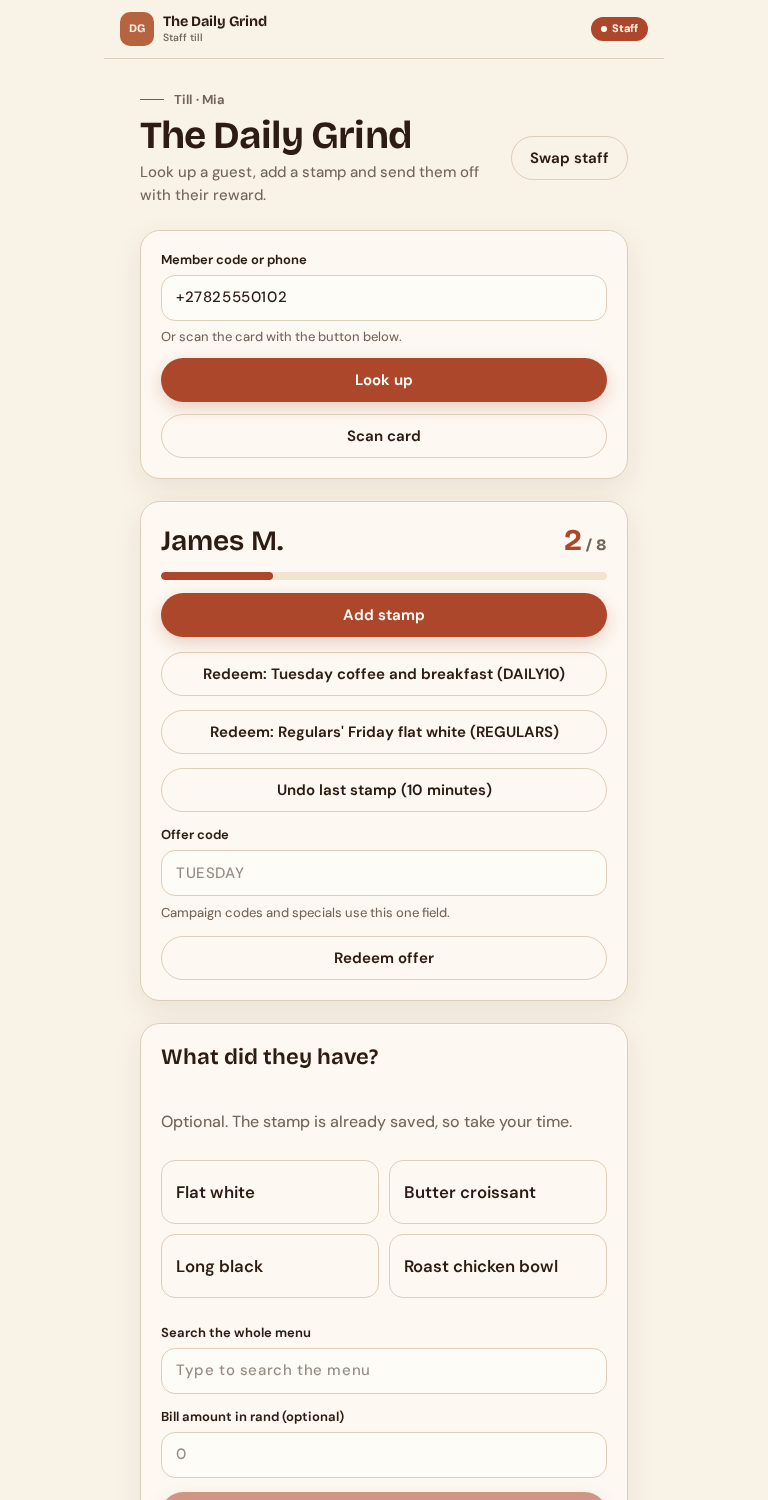 DG
The Daily Grind
Staff till
Staff
Till · Mia
The Daily Grind
Look up a guest, add a stamp and send them off
with their reward.
Swap staff
Member code or phone
+27825550102
Or scan the card with the button below.
Look up
Scan card
James M.
2 / 8
Add stamp
Redeem: Tuesday coffee and breakfast (DAILY10)
Redeem: Regulars' Friday flat white (REGULARS)
Undo last stamp (10 minutes)
Offer code
TUESDAY
Campaign codes and specials use this one field.
Redeem offer
What did they have?
Optional. The stamp is already saved, so take your time.
Flat white
Butter croissant
Long black
Roast chicken bowl
Search the whole menu
Type to search the menu
Bill amount in rand (optional)
0